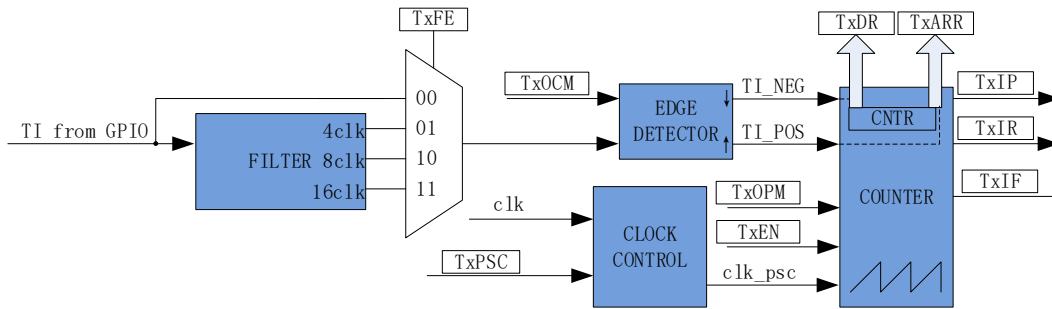 TxFE
TxDR
TxARR
TxOCM
TI_NEG
TxIP
00
EDGE
DETECTOR
↓
↑
CNTR
TI from GPIO
4clk
01
TI_POS
TxIR
FILTER 8clk
10
16clk
11
TxIF
clk
TxOPM
COUNTER
CLOCK
CONTROL
TxEN
TxPSC
clk_psc